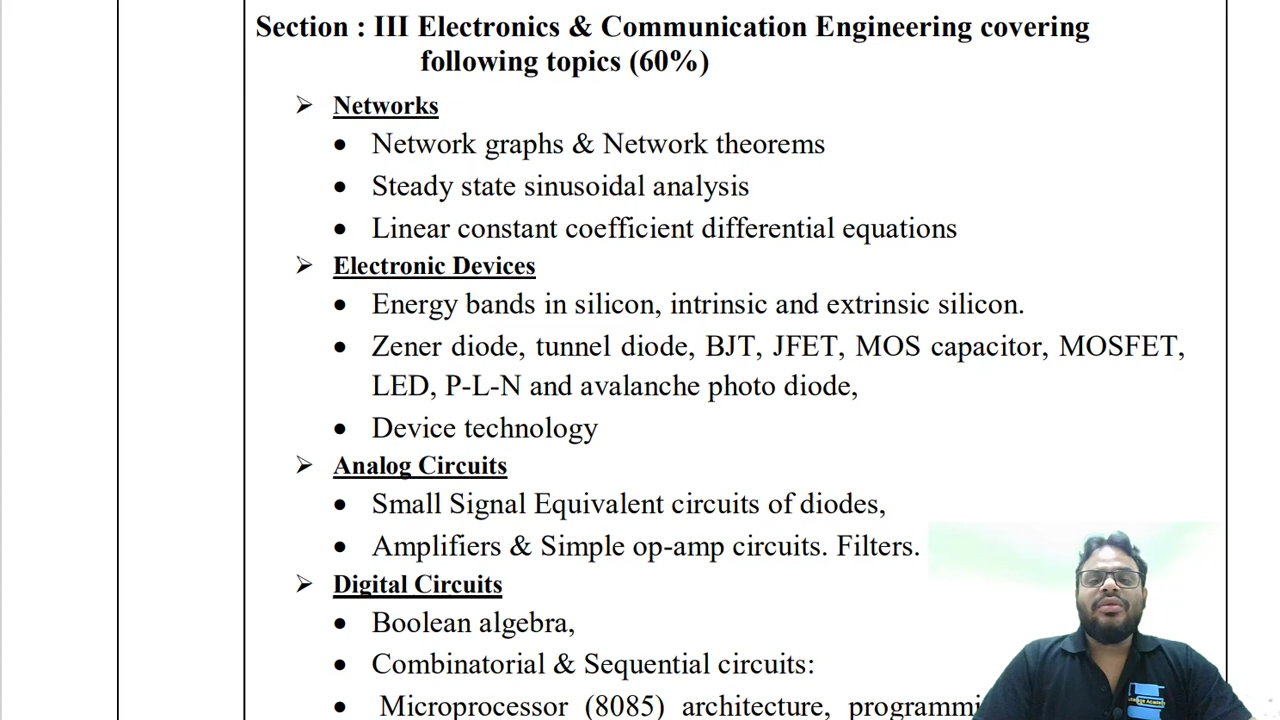 Section : III Electronics & Communication Engineering covering
following topics (60%)
➢ Networks
• Network graphs & Network theorems
• Steady state sinusoidal analysis
• Linear constant coefficient differential equations
➢ Electronic Devices
• Energy bands in silicon, intrinsic and extrinsic silicon.
• Zener diode, tunnel diode, BJT, JFET, MOS capacitor, MOSFET,
LED, P-L-N and avalanche photo diode,
• Device technology
➢ Analog Circuits
• Small Signal Equivalent circuits of diodes,
• Amplifiers & Simple op-amp circuits. Filters.
➢ Digital Circuits
• Boolean algebra,
• Combinatorial & Sequential circuits:
• Microprocessor (8085) architecture, programmi